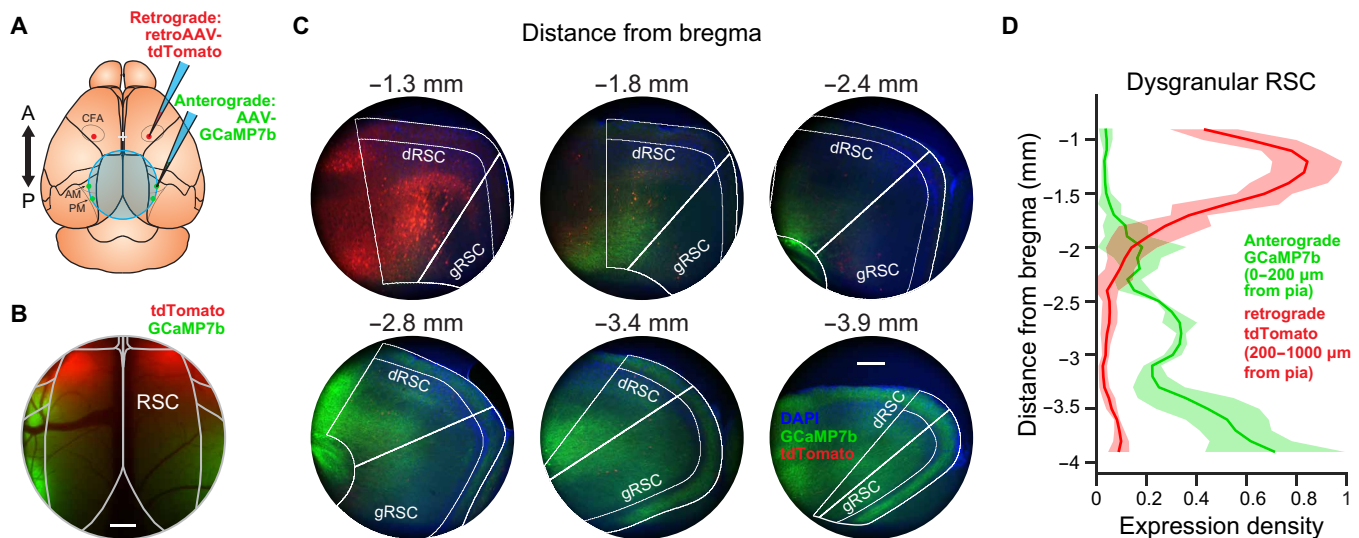 A
Retrograde:
retroAAV-
tdTomato
Anterograde:
AAV-
GCaMP7b
A
P
CFA
AM
PM
B
tdTomato
GCaMP7b
RSC
C
Distance from bregma
−1.3 mm
−1.8 mm
−2.4 mm
dRSC
gRSC
dRSC
gRSC
dRSC
gRSC
−2.8 mm
−3.4 mm
−3.9 mm
dRSC
gRSC
dRSC
gRSC
dRSC
gRSC
DAPI
GCaMP7b
tdTomato
D
Dysgranular RSC
Distance from bregma (mm)
−1
−1.5
−2
−2.5
−3
−3.5
−4
Anterograde
GCaMP7b
(0−200 µm
from pia)
retrograde
tdTomato
(200−1000 µm
from pia)
0 0.2 0.4 0.6 0.8 1
Expression density